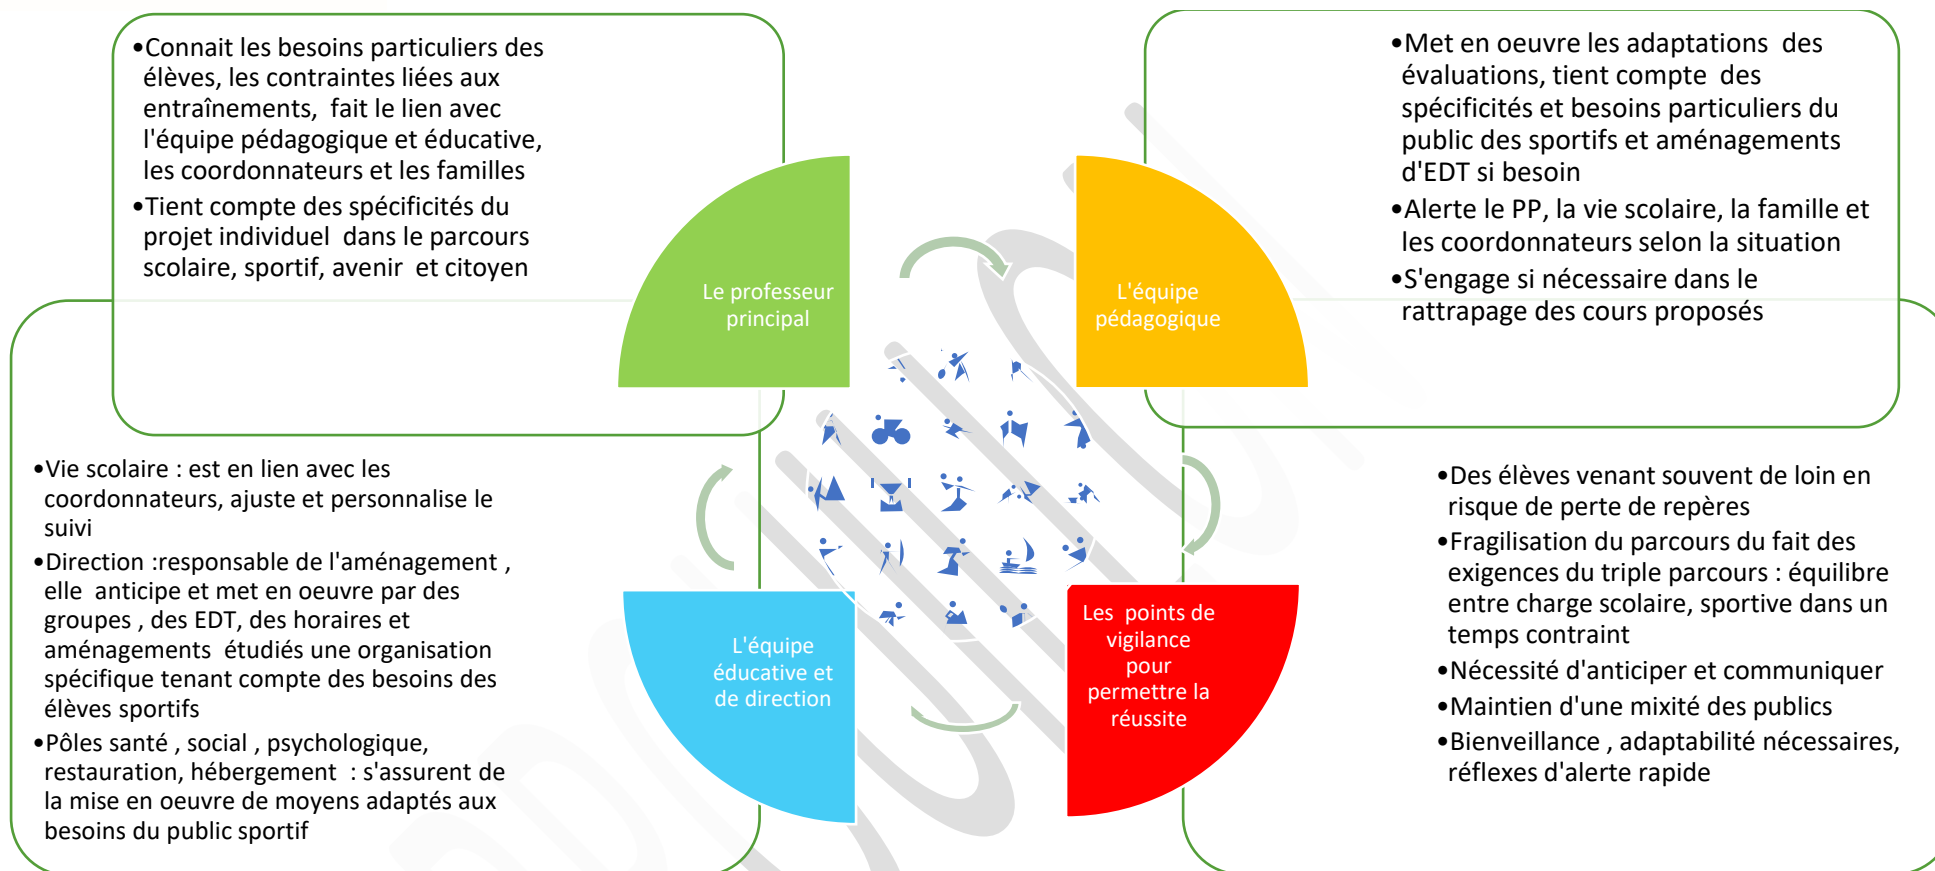 •Connait les besoins particuliers des
élèves, les contraintes liées aux
entraînements, fait le lien avec
l'équipe pédagogique et éducative,
les coordonnateurs et les familles
•Tient compte des spécificités du
projet individuel dans le parcours
scolaire, sportif, avenir et citoyen
Le professeur
principal
•Met en oeuvre les adaptations des
évaluations, tient compte des
spécificités et besoins particuliers du
public des sportifs et aménagements
d'EDT si besoin
•Alerte le PP, la vie scolaire, la famille et
les coordonnateurs selon la situation
•S'engage si nécessaire dans le
rattrapage des cours proposés
L'équipe
pédagogique
•Vie scolaire : est en lien avec les
coordonnateurs, ajuste et personnalise le
suivi
•Direction :responsable de l'aménagement ,
elle anticipe et met en oeuvre par des
groupes , des EDT, des horaires et
aménagements étudiés une organisation
spécifique tenant compte des besoins des
élèves sportifs
•Pôles santé , social , psychologique,
restauration, hébergement : s'assurent de
la mise en oeuvre de moyens adaptés aux
besoins du public sportif
L'équipe
éducative et
de direction
Les points de
vigilance
pour
permettre la
réussite
•Des élèves venant souvent de loin en
risque de perte de repères
•Fragilisation du parcours du fait des
exigences du triple parcours : équilibre
entre charge scolaire, sportive dans un
temps contraint
•Nécessité d'anticiper et communiquer
•Maintien d'une mixité des publics
•Bienveillance , adaptabilité nécessaires,
réflexes d'alerte rapide